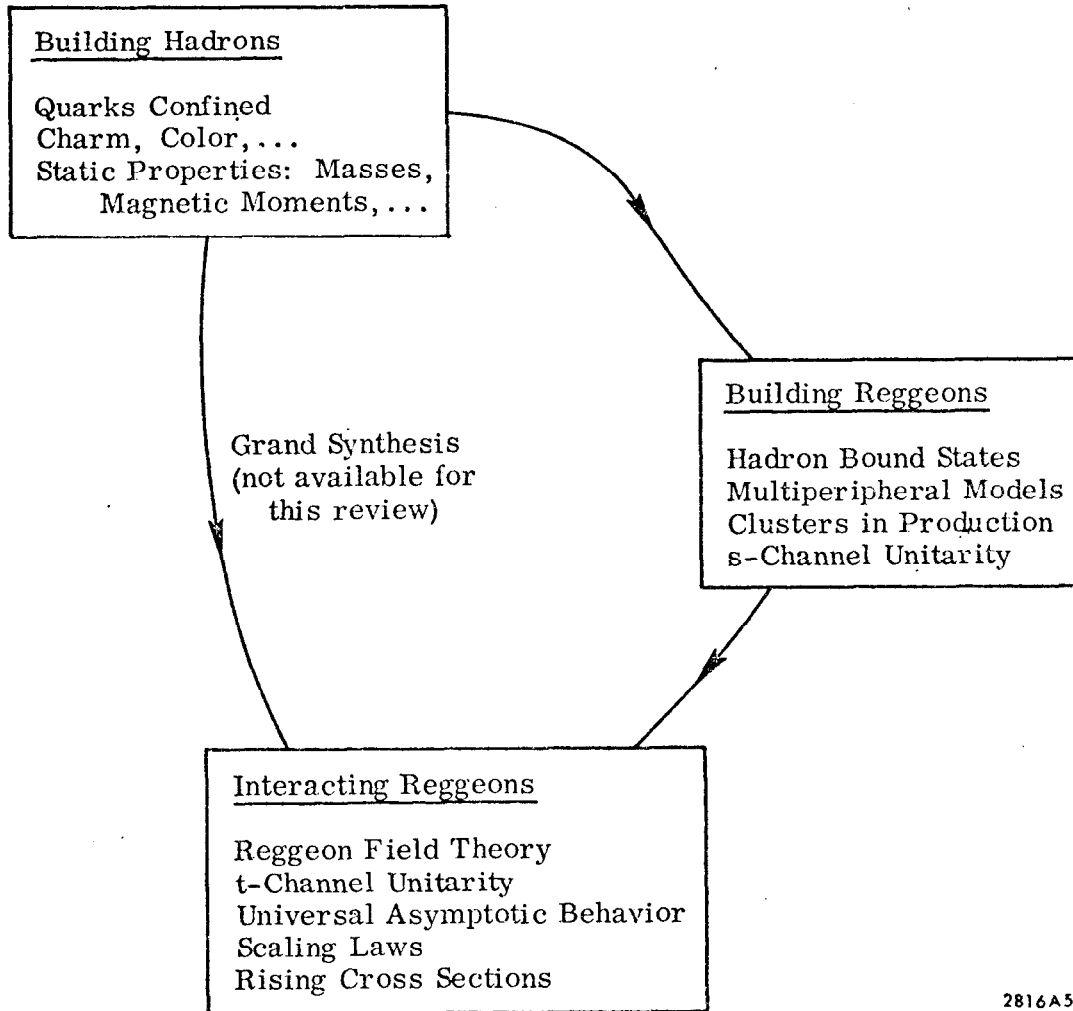 Building Hadrons
Quarks Confined
Charm, Color,...
Static Properties: Masses,
Magnetic Moments,...
Building Reggeons
Hadron Bound States
Multiperipheral Models
Clusters in Production
s-Channel Unitarity
Grand Synthesis
(not available for
this review)
Interacting Reggeons
Reggeon Field Theory
t-Channel Unitarity
Universal Asymptotic Behavior
Scaling Laws
Rising Cross Sections
2816A5